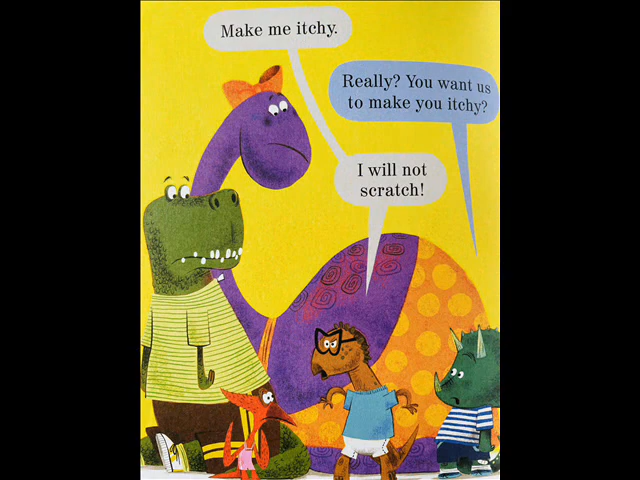 Make me itchy.
Really? You want us
to make you itchy?
I will not
scratch!